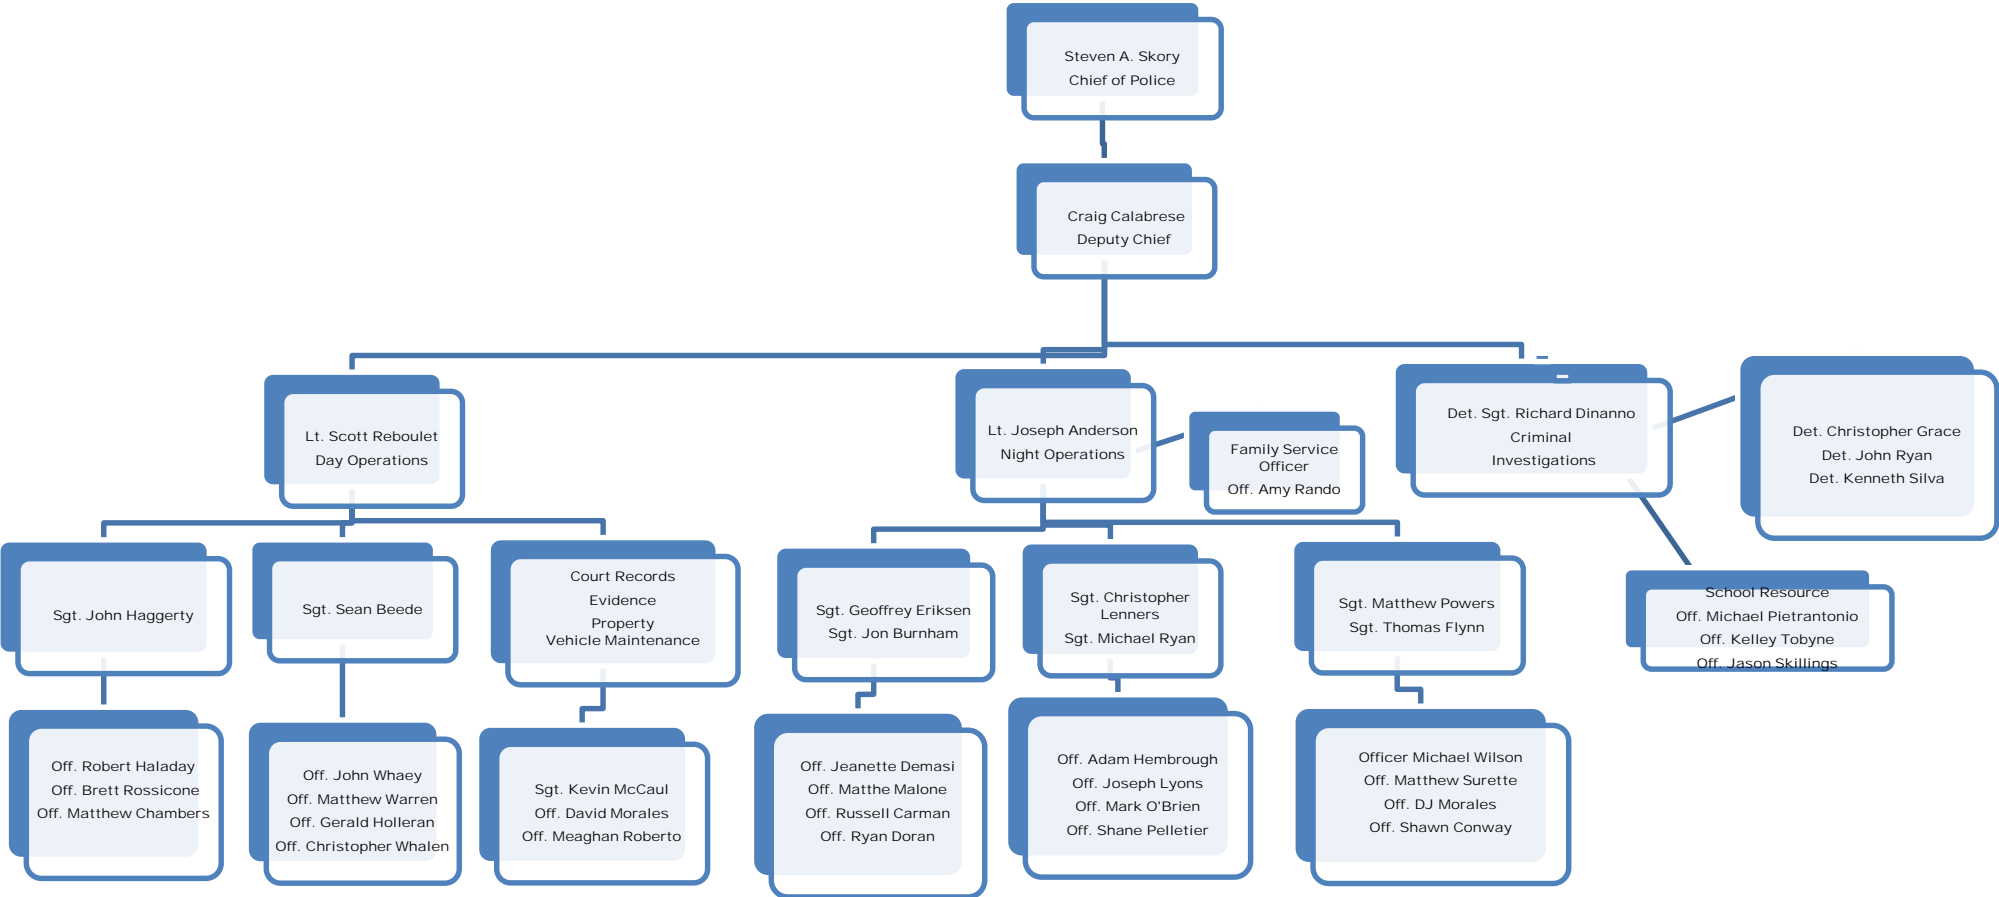 Steven A. Skory
Chief of Police
Craig Calabrese
Deputy Chief
Lt. Scott Reboulet
Day Operations
Lt. Joseph Anderson
Night Operations
Family Service
Officer
Off. Amy Rando
Det. Sgt. Richard Dinanno
Criminal
Investigations
Det. Christopher Grace
Det. John Ryan
Det. Kenneth Silva
Sgt. John Haggerty
Sgt. Sean Beede
Court Records
Evidence
Property
Vehicle Maintenance
Sgt. Geoffrey Eriksen
Sgt. Jon Burnham
Sgt. Christopher
Lenners
Sgt. Michael Ryan
Sgt. Matthew Powers
Sgt. Thomas Flynn
School Resource
Off. Michael Pietrantonio
Off. Kelley Tobyne
Off. Jason Skillings
Off. Robert Haladay
Off. Brett Rossicone
Off. Matthew Chambers
Off. John Whaey
Off. Matthew Warren
Off. Gerald Holleran
Off. Christopher Whalen
Sgt. Kevin McCaul
Off. David Morales
Off. Meaghan Roberto
Off. Jeanette Demasi
Off. Matthe Malone
Off. Russell Carman
Off. Ryan Doran
Off. Adam Hembrough
Off. Joseph Lyons
Off. Mark O'Brien
Off. Shane Pelletier
Officer Michael Wilson
Off. Matthew Surette
Off. DJ Morales
Off. Shawn Conway